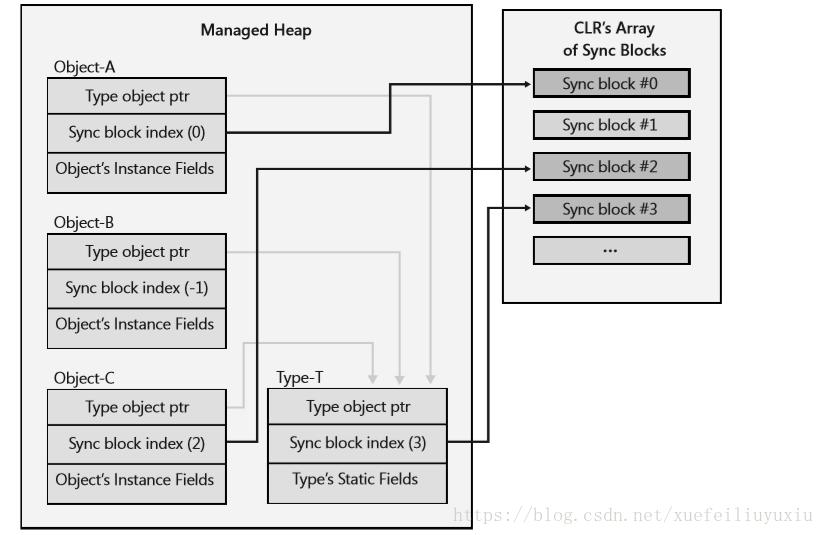 Managed Heap
Object-A
Type object ptr
Sync block index (0)
Object's Instance Fields
Object-B
Type object ptr
Sync block index (-1)
Object's Instance Fields
Object-C
Type object ptr
Sync block index (2)
Object's Instance Fields
Type-T
Type object ptr
Sync block index (3)
Type's Static Fields
CLR's Array
of Sync Blocks
Sync block #0
Sync block #1
Sync block #2
Sync block #3
...
https://blog.csdn.net/xuefeiliuyuxiu